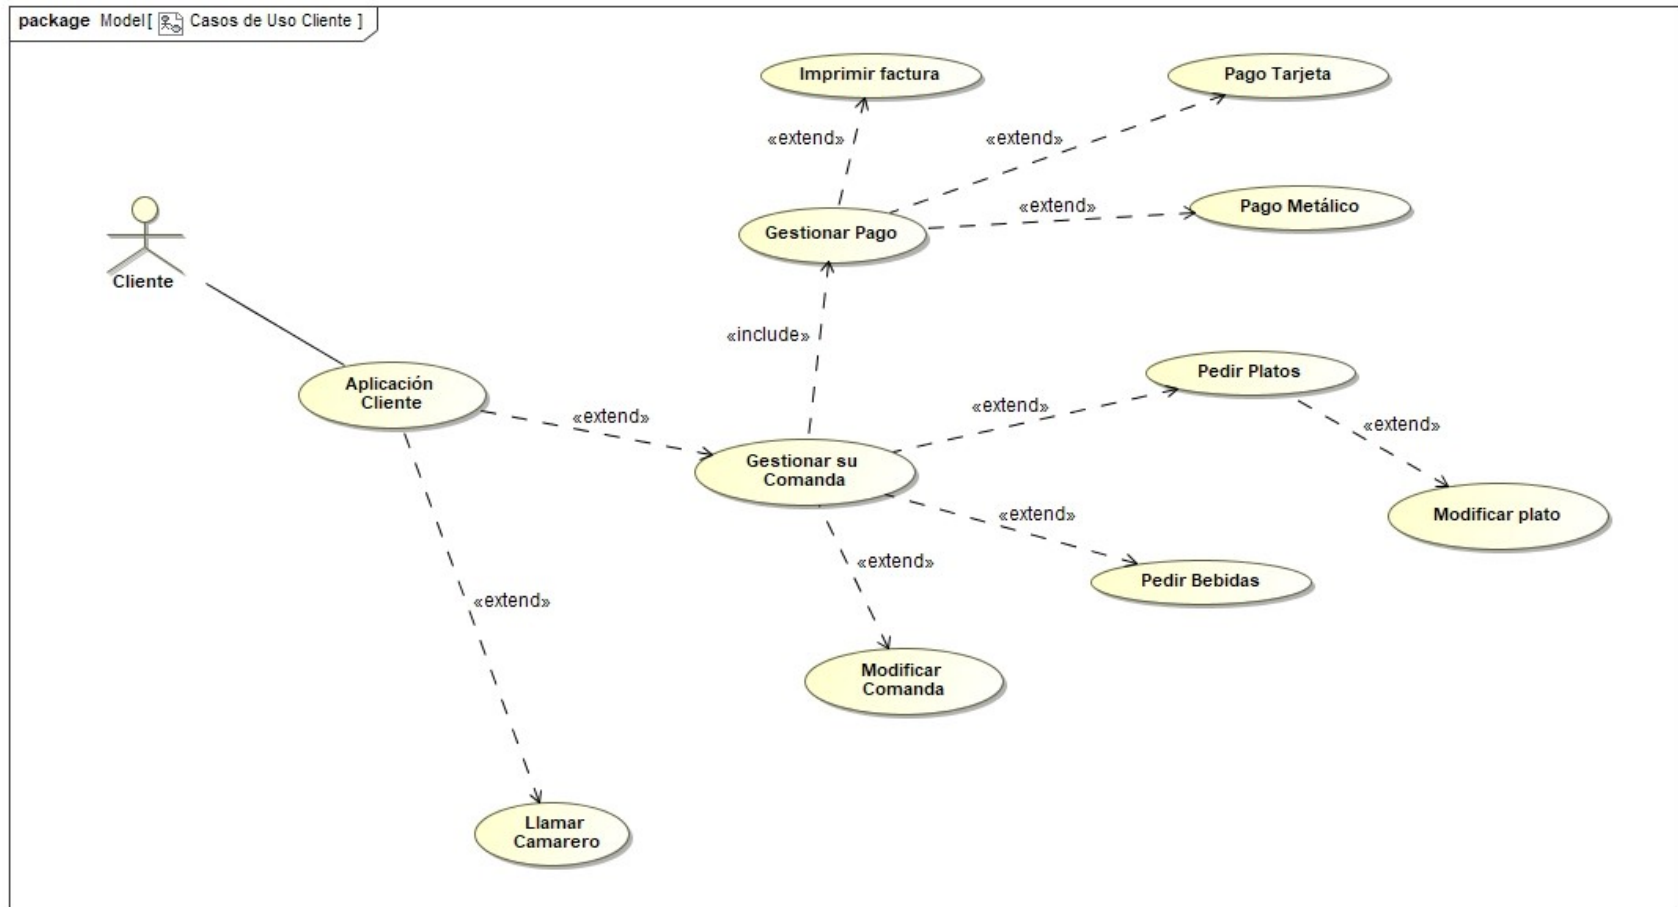 package Model[ Casos de Uso Cliente ]
Imprimir factura
Pago Tarjeta
«extend»
«extend»
Pago Metálico
«extend»
Gestionar Pago
Cliente
«include»
Aplicación
Cliente
«extend»
Pedir Platos
«extend»
«extend»
Gestionar su
Comanda
Modificar plato
«extend»
«extend»
Pedir Bebidas
«extend»
Modificar
Comanda
Llamar
Camarero